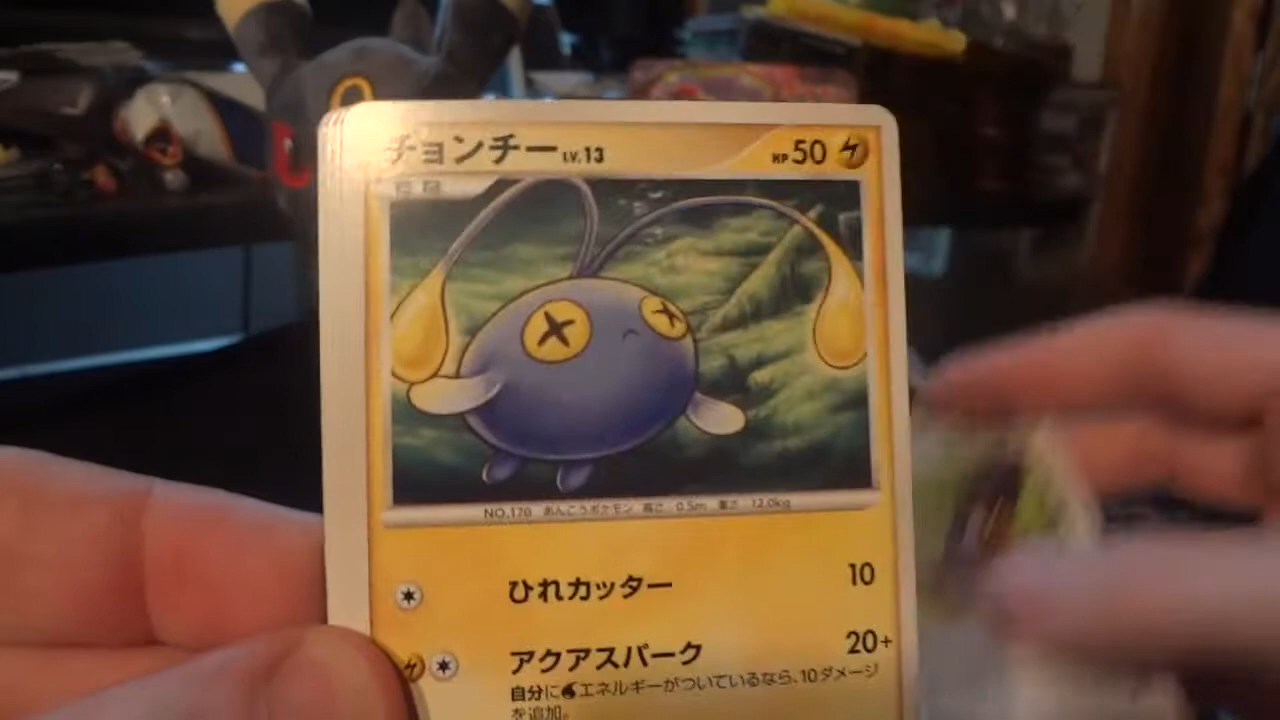 チョンチー LV.13 HP 50
NO.170 あんこうポケモン 高さ 0.5m 重さ 12.0kg
ひれカッター 10
アクアスパーク 20+
自分にエネルギーがついているなら、10ダメージ
を追加。